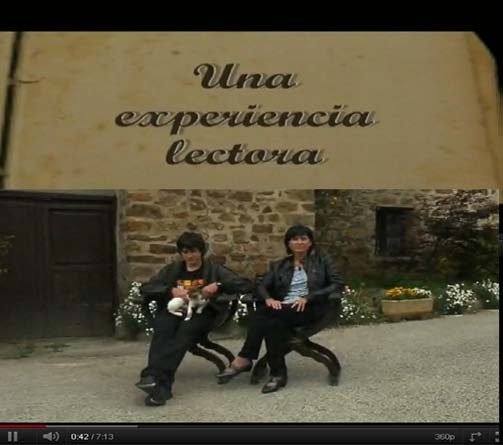 Una
experiencia
lectora
0:42 / 7:13
360p